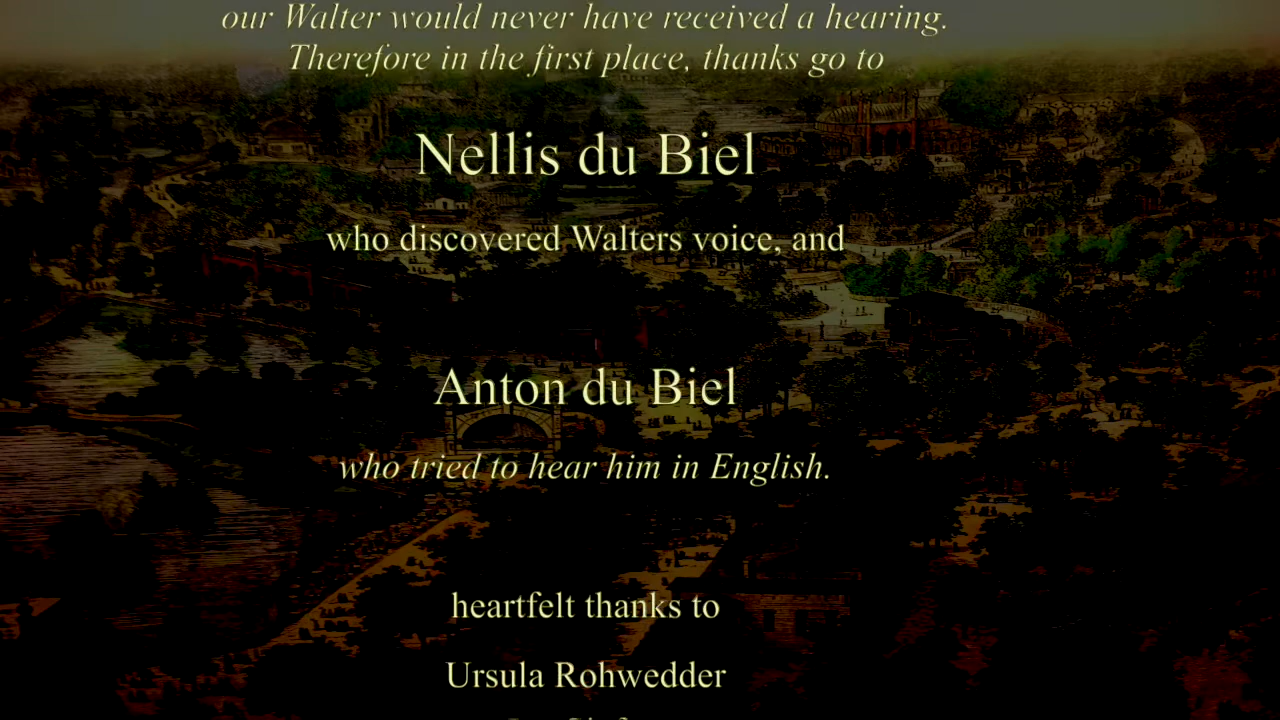 our Walter would never have received a hearing.
Therefore in the first place, thanks go to
Nellis du Biel
who discovered Walters voice, and
Anton du Biel
who tried to hear him in English.
heartfelt thanks to
Ursula Rohwedder